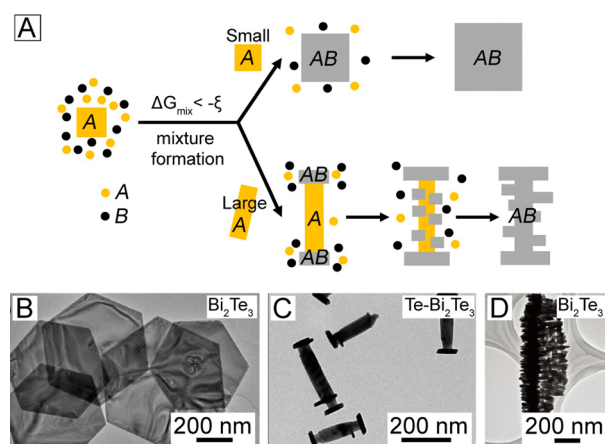 A
Small
A
AB
AB
A
ΔG_mix < -ξ
mixture
formation
A
B
Large
A
AB
A
AB
AB
B
Bi₂Te₃
200 nm
C
Te-Bi₂Te₃
200 nm
D
Bi₂Te₃
200 nm